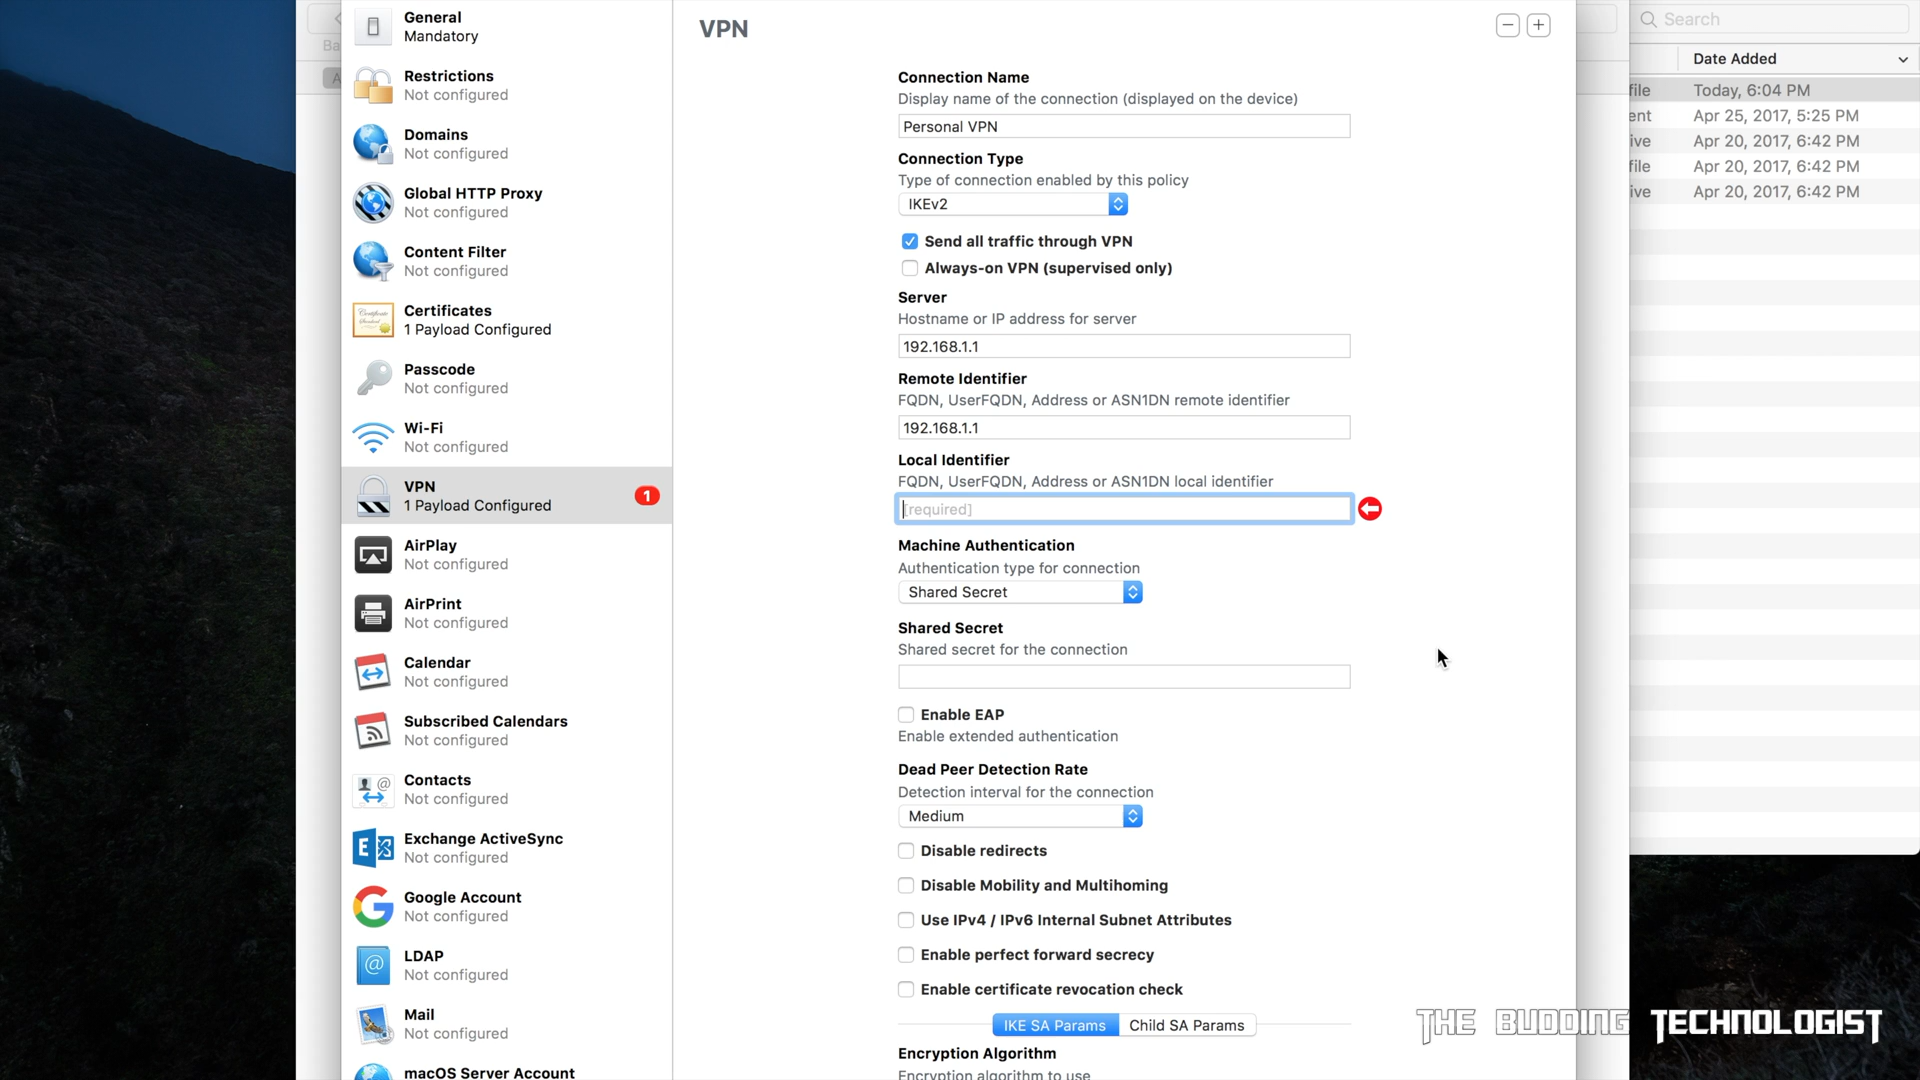 General
Mandatory
Restrictions
Not configured
Domains
Not configured
Global HTTP Proxy
Not configured
Content Filter
Not configured
Certificates
1 Payload Configured
Passcode
Not configured
Wi-Fi
Not configured
VPN
1 Payload Configured
1
AirPlay
Not configured
AirPrint
Not configured
Calendar
Not configured
Subscribed Calendars
Not configured
Contacts
Not configured
Exchange ActiveSync
Not configured
Google Account
Not configured
LDAP
Not configured
Mail
Not configured
macOS Server Account
VPN
Connection Name
Display name of the connection (displayed on the device)
Personal VPN
Connection Type
Type of connection enabled by this policy
IKEv2
Send all traffic through VPN
Always-on VPN (supervised only)
Server
Hostname or IP address for server
192.168.1.1
Remote Identifier
FQDN, UserFQDN, Address or ASN1DN remote identifier
192.168.1.1
Local Identifier
FQDN, UserFQDN, Address or ASN1DN local identifier
[required]
Machine Authentication
Authentication type for connection
Shared Secret
Shared Secret
Shared secret for the connection
Enable EAP
Enable extended authentication
Dead Peer Detection Rate
Detection interval for the connection
Medium
Disable redirects
Disable Mobility and Multihoming
Use IPv4 / IPv6 Internal Subnet Attributes
Enable perfect forward secrecy
Enable certificate revocation check
IKE SA Params Child SA Params
Encryption Algorithm
Encryption algorithm to use
Search
Date Added
file Today, 6:04 PM
ent Apr 25, 2017, 5:25 PM
ive Apr 20, 2017, 6:42 PM
file Apr 20, 2017, 6:42 PM
ive Apr 20, 2017, 6:42 PM
THE BUDDING TECHNOLOGIST